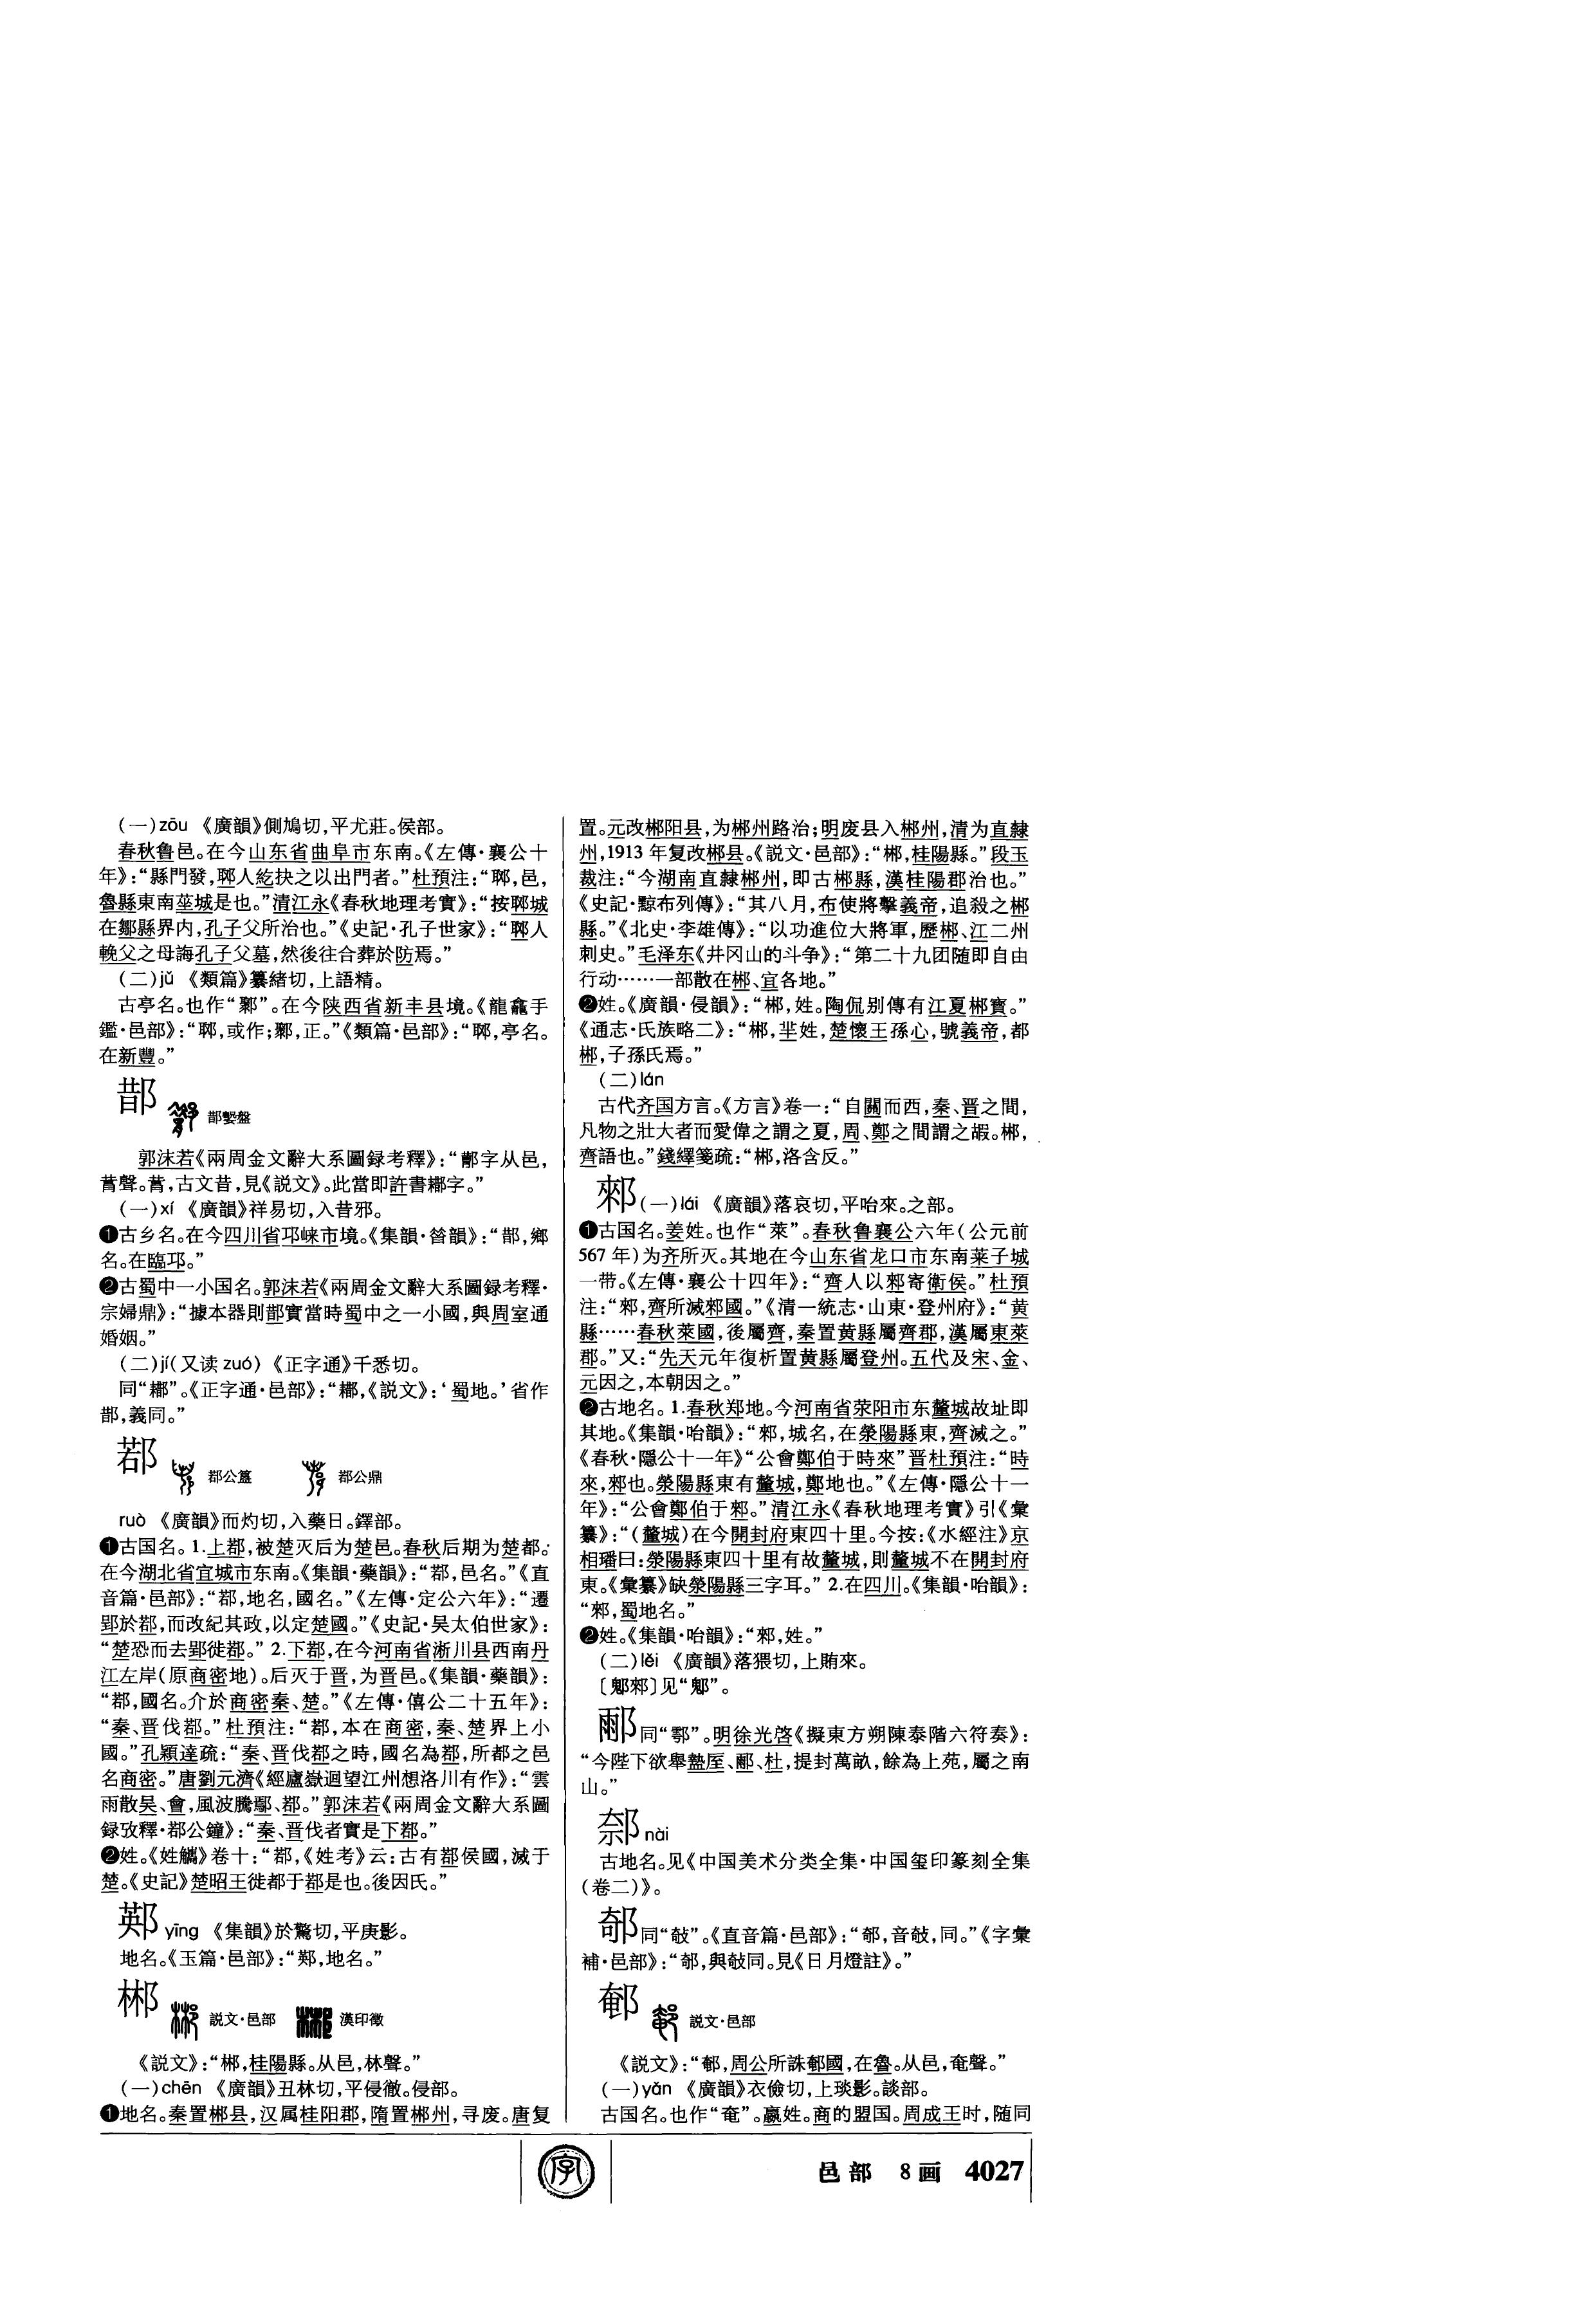 (一)zōu 《廣韻》側鳩切,平尤莊。侯部。
春秋鲁邑。在今山东省曲阜市东南。《左傳·襄公十
年》:“縣門發,郰人紇抉之以出門者。”杜預注:“郰,邑,
魯縣東南莝城是也。”清江永《春秋地理考實》:“按郰城
在鄒縣界内,孔子父所治也。”《史記·孔子世家》:“郰人
輓父之母誨孔子父墓,然後往合葬於防焉。”
(二)jǔ 《類篇》纂緒切,上語精。
古亭名。也作“鄹”。在今陕西省新丰县境。《龍龕手
鑑·邑部》:“郰,或作;鄹,正。”《類篇·邑部》:“郰,亭名。
在新豐。”
郼 䣢盤
郭沫若《兩周金文辭大系圖録考釋》:“字从邑,
聲。古文昔,見《説文》。此當即許書䣢字。”
(一)xí 《廣韻》祥易切,入昔邪。
❶古乡名。在今四川省邛崃市境。《集韻·㫺韻》:“䣢,鄉
名。在臨邛。”
❷古蜀中一小国名。郭沫若《兩周金文辭大系圖録考釋·
宗婦鼎》:“據本器則實當時蜀中之一小國,與周室通
婚姻。”
(二)jí(又读 zuó) 《正字通》千悉切。
同“”。《正字通·邑部》:“《説文》:‘蜀地。’省作
義同。”
鄀 鄀公簠 鄀公鼎
ruò 《廣韻》而灼切,入藥日。鐸部。
❶古国名。1.上鄀,被楚灭后为楚邑。春秋后期为楚都。
在今湖北省宜城市东南。《集韻·藥韻》:“鄀,邑名。”《直
音篇·邑部》:“鄀,地名,國名。”《左傳·定公六年》:“遷
郢於鄀,而改紀其政,以定楚國。”《史記·吴太伯世家》:
“楚恐而去郢徙鄀。” 2.下鄀,在今河南省淅川县西南丹
江左岸(原商密地)。后灭于晋,为晋邑。《集韻·藥韻》:
“鄀,國名。介於商密秦、楚。”《左傳·僖公二十五年》:
“秦、晋伐鄀。”杜預注:“鄀,本在商密,秦、楚界上小
國。”孔穎達疏:“秦、晋伐鄀之時,國名為鄀,所都之邑
名商密。”唐劉元濟《經廬嶽迴望江州想洛川有作》:“雲
雨散吴、會,風波騰鄢、鄀。”郭沫若《兩周金文辭大系圖
録攷釋·鄀公鐘》:“秦、晋伐者實是下鄀。”
❷姓。《姓觿》卷十:“鄀,《姓考》云:古有鄀侯國,滅于
楚。《史記》楚昭王徙都于鄀是也。後因氏。”
䣐 yīng 《集韻》於驚切,平庚影。
地名。《玉篇·邑部》:“䣐,地名。”
郴 説文·邑部 漢印徵
《説文》:“郴,桂陽縣。从邑,林聲。”
(一)chēn 《廣韻》丑林切,平侵徹。侵部。
❶地名。秦置郴县,汉属桂阳郡,隋置郴州,寻废。唐复
置。元改郴阳县,为郴州路治;明废县入郴州,清为直隸
州,1913 年复改郴县。《説文·邑部》:“郴,桂陽縣。”段玉
裁注:“今湖南直隸郴州,即古郴縣,漢桂陽郡治也。”
《史記·黥布列傳》:“其八月,布使將擊義帝,追殺之郴
縣。”《北史·李雄傳》:“以功進位大將軍,歷郴、江二州
刺史。”毛泽东《井冈山的斗争》:“第二十九团随即自由
行动……一部散在郴、宜各地。”
❷姓。《廣韻·侵韻》:“郴,姓。陶侃别傳有江夏郴寳。”
《通志·氏族略二》:“郴,羋姓,楚懷王孫心,號義帝,都
郴,子孫氏焉。”
(二)lán
古代齐国方言。《方言》卷一:“自關而西,秦、晋之間,
凡物之壯大者而愛偉之謂之夏,周、鄭之間謂之嘏。郴,
齊語也。”錢繹箋疏:“郴,洛含反。”
郲(一)lái 《廣韻》落哀切,平咍來。之部。
❶古国名。姜姓。也作“萊”。春秋鲁襄公六年(公元前
567 年)为齐所灭。其地在今山东省龙口市东南莱子城
一带。《左傳·襄公十四年》:“齊人以郲寄衛侯。”杜預
注:“郲,齊所滅郲國。”《清一統志·山東·登州府》:“黄
縣……春秋萊國,後屬齊,秦置黄縣屬齊郡,漢屬東萊
郡。”又:“先天元年復析置黄縣屬登州。五代及宋、金、
元因之,本朝因之。”
❷古地名。1.春秋郑地。今河南省荥阳市东釐城故址即
其地。《集韻·咍韻》:“郲,城名,在滎陽縣東,齊滅之。”
《春秋·隱公十一年》“公會鄭伯于時來”晋杜預注:“時
來,郲也。滎陽縣東有釐城,鄭地也。”《左傳·隱公十一
年》:“公會鄭伯于郲。”清江永《春秋地理考實》引《彙
纂》:“(釐城)在今開封府東四十里。今按:《水經注》京
相璠曰:滎陽縣東四十里有故釐城,則釐城不在開封府
東。《彙纂》缺滎陽縣三字耳。” 2.在四川。《集韻·咍韻》:
“郲,蜀地名。”
❷姓。《集韻·咍韻》:“郲,姓。”
(二)lěi 《廣韻》落猥切,上賄來。
〔郲〕见“”。
同“鄠”。明徐光啓《擬東方朔陳泰階六符奏》:
“今陛下欲舉盩厔、杜,提封萬畝,餘為上苑,屬之南
山。”
nài
古地名。见《中国美术分类全集·中国玺印篆刻全集
(卷二)》。
郁同“攲”。《直音篇·邑部》:“音攲,同。”《字彙
補·邑部》:“與攲同。見《日月燈註》。”
郁 説文·邑部
《説文》:“周公所誅國,在魯。从邑,奄聲。”
(一)yǎn 《廣韻》衣儉切,上琰影。談部。
古国名。也作“奄”。嬴姓。商的盟国。周成王时,随同
字
邑部 8画 4027